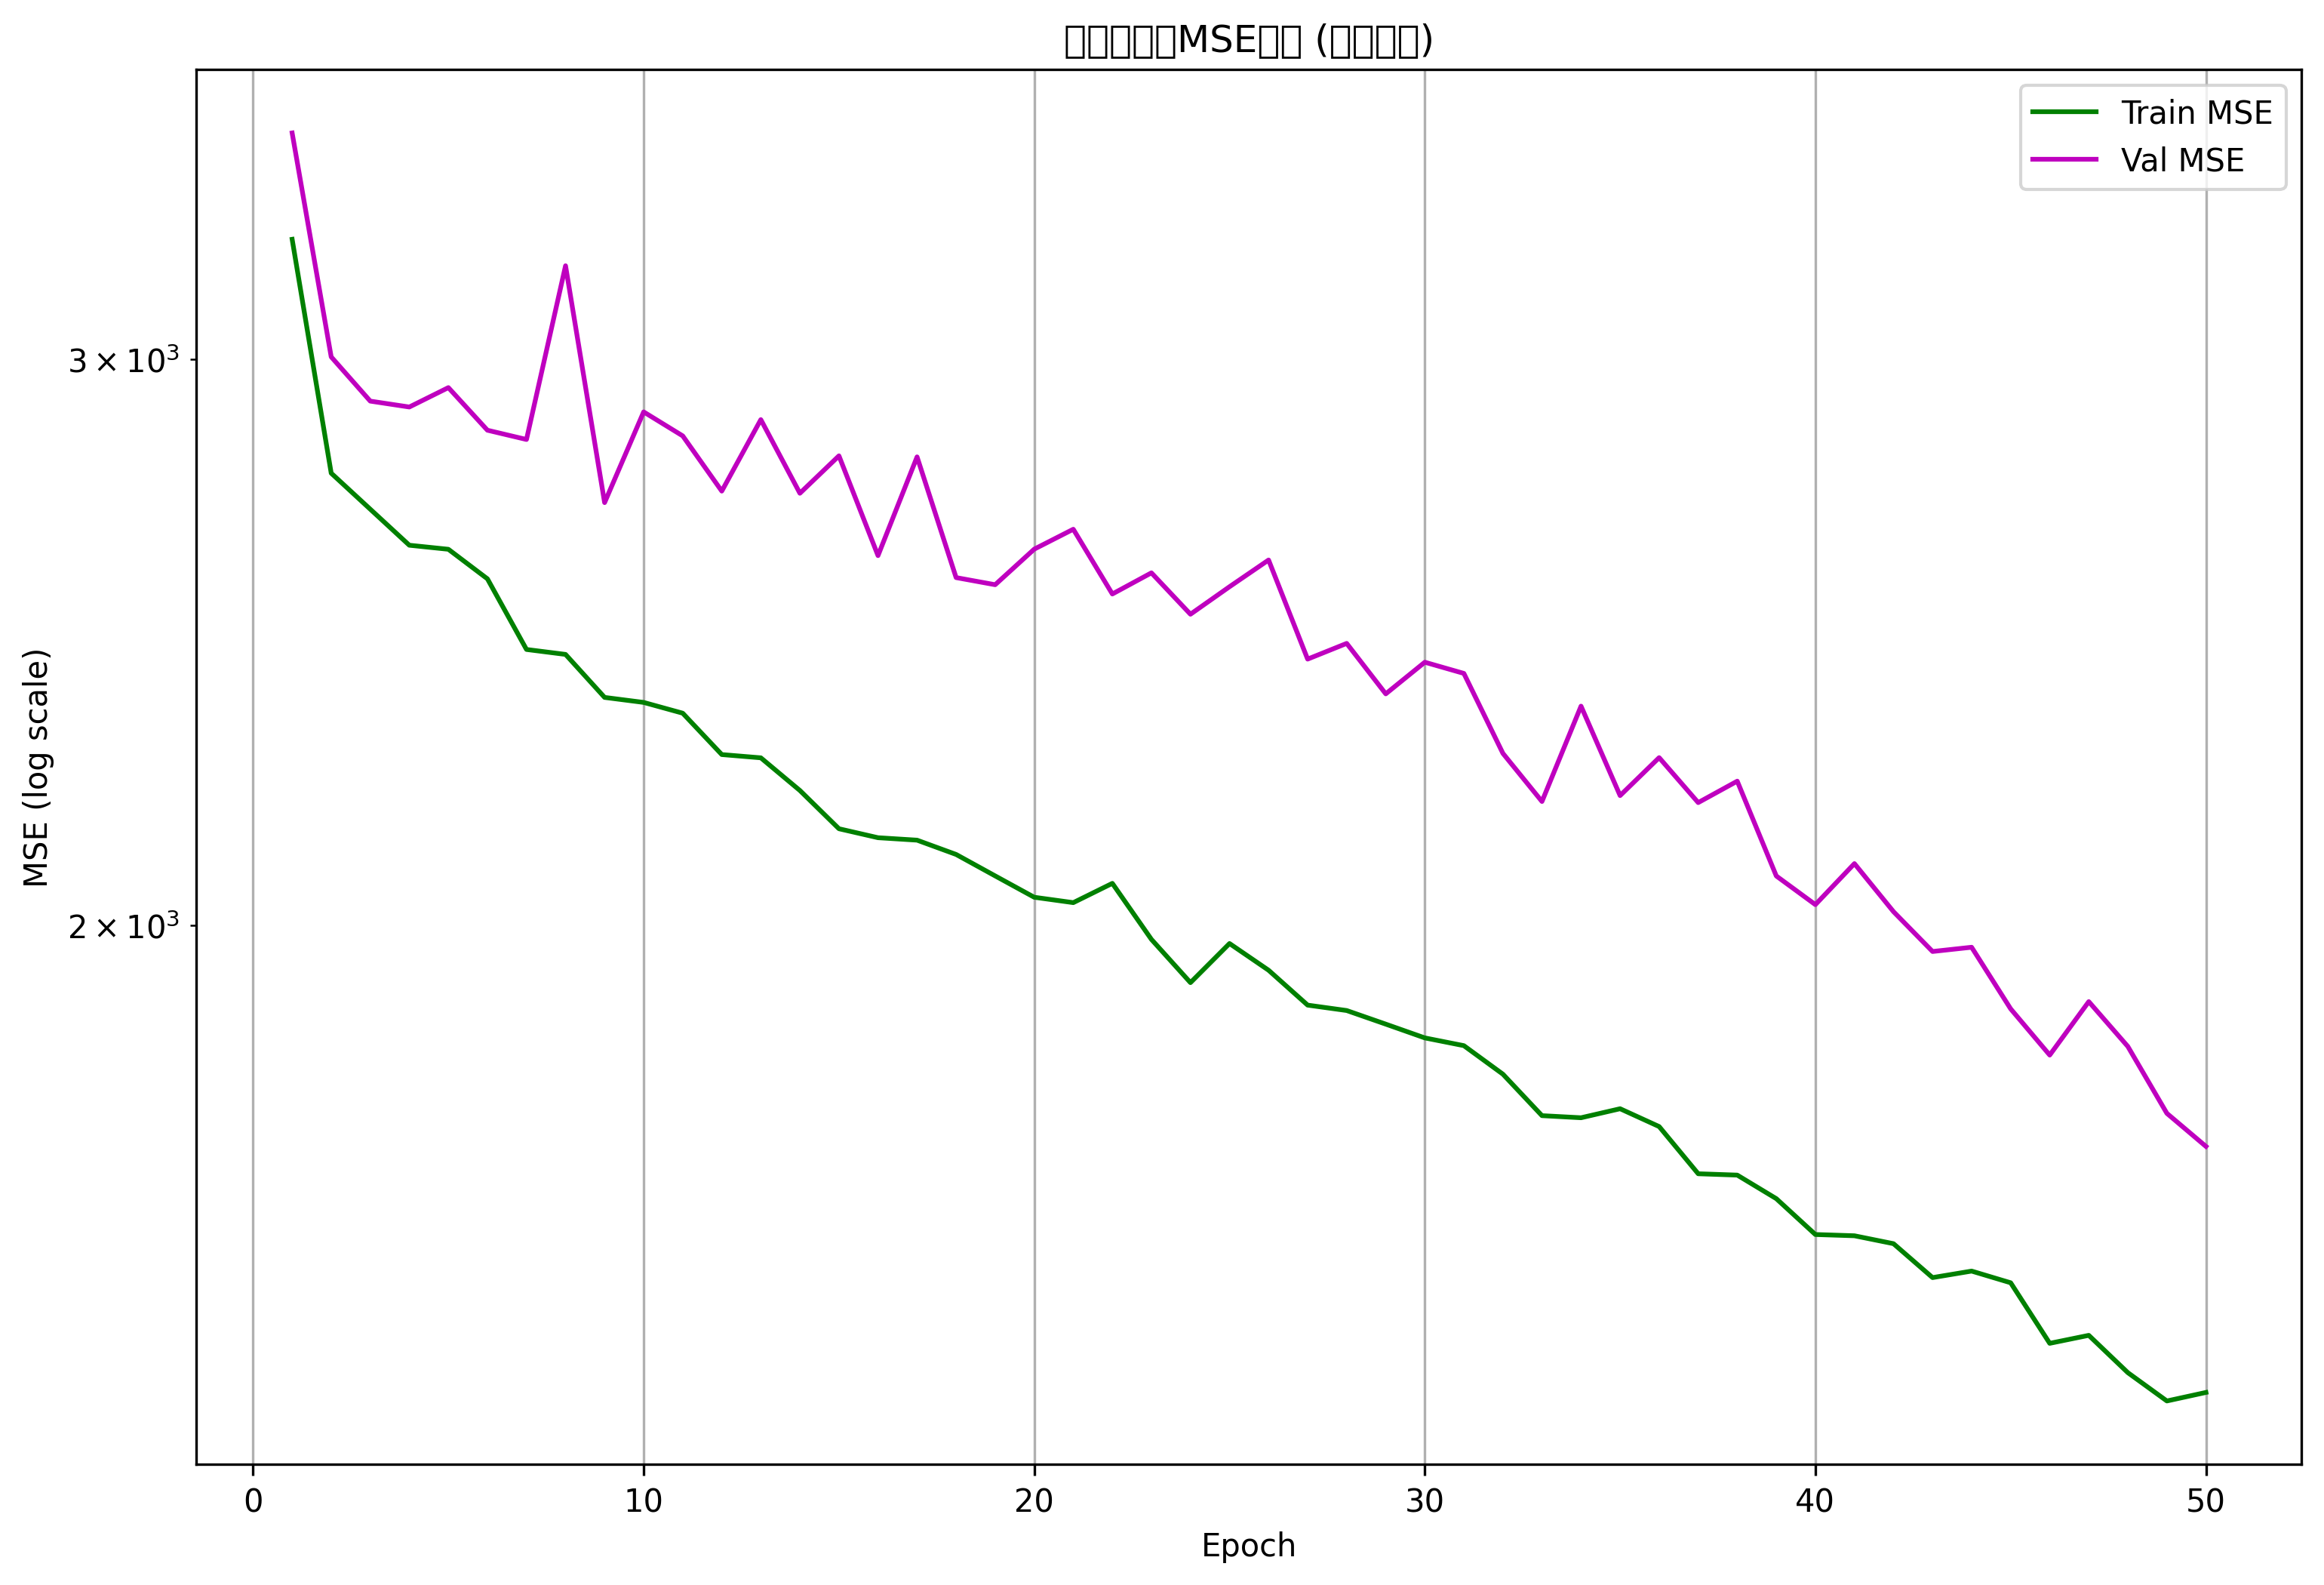 MSE (
)
Train MSE
Val MSE
3 × 10³
2 × 10³
MSE (log scale)
0 10 20 30 40 50
Epoch